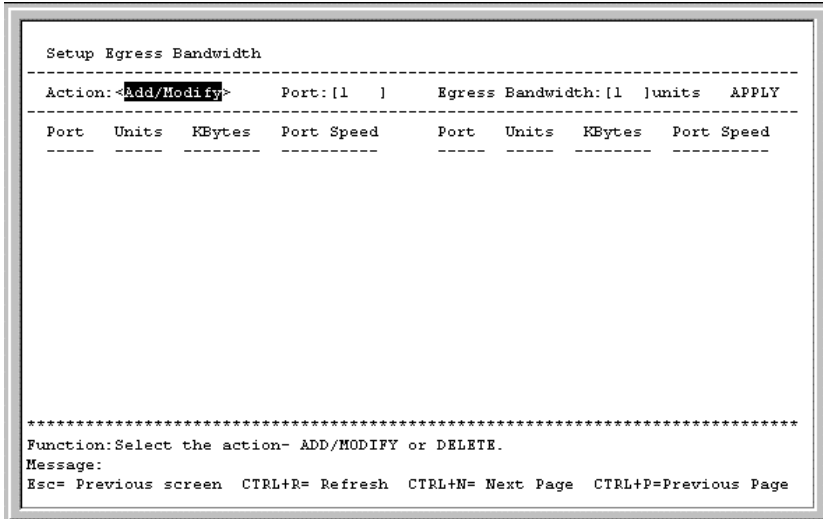 Setup Egress Bandwidth
--------------------------------------------------------------------------------
Action:<Add/Modify> Port:[1 ] Egress Bandwidth:[1 ]units APPLY
--------------------------------------------------------------------------------
Port Units KBytes Port Speed Port Units KBytes Port Speed
----- ----- -------- ---------- ----- ----- -------- ----------
********************************************************************************
Function:Select the action- ADD/MODIFY or DELETE.
Message:
Esc= Previous screen CTRL+R= Refresh CTRL+N= Next Page CTRL+P=Previous Page